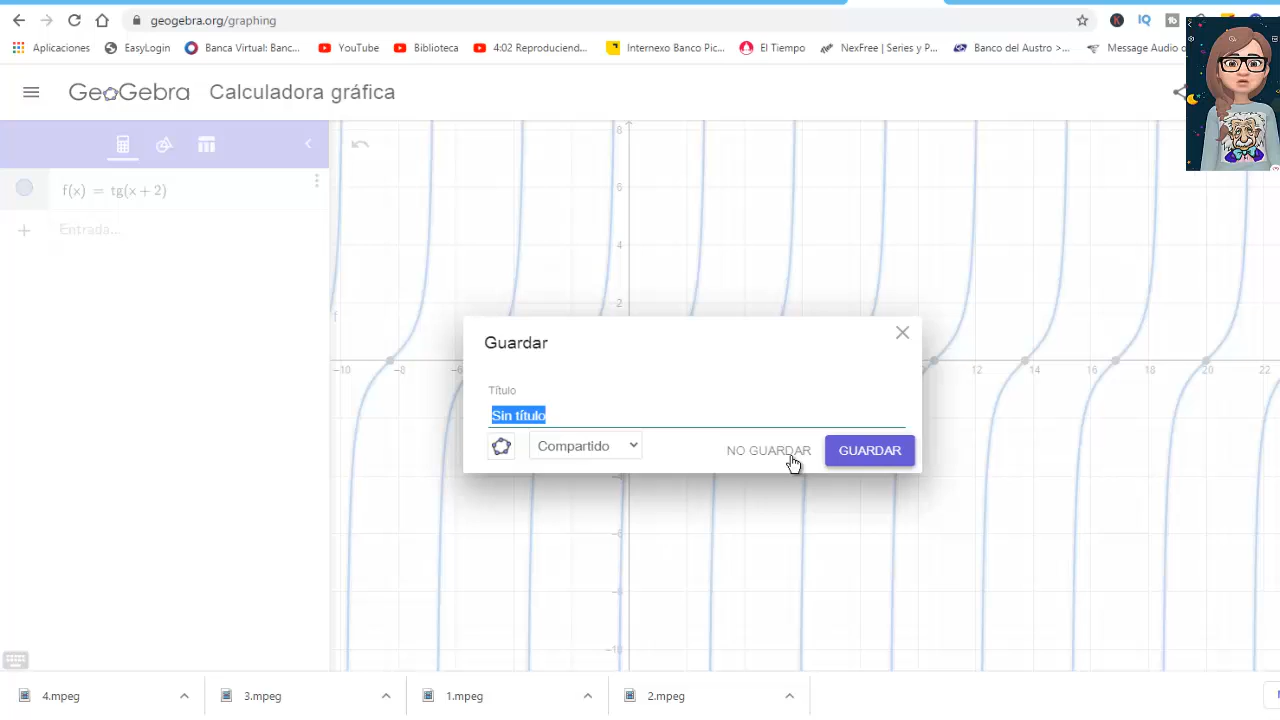 geogebra.org/graphing
Aplicaciones
EasyLogin
Banca Virtual: Banc...
YouTube
Biblioteca
4:02 Reproduciend...
Internexo Banco Pic...
El Tiempo
NexFree | Series y P...
Banco del Austro >...
Message Audio o
GeoGebra
Calculadora gráfica
f(x) = tg(x + 2)
Entrada...
8
6
4
2
-10
-8
-6
12
14
16
18
20
22
-10
f
Guardar
Título
Sin título
Compartido
NO GUARDAR
GUARDAR
4.mpeg
3.mpeg
1.mpeg
2.mpeg